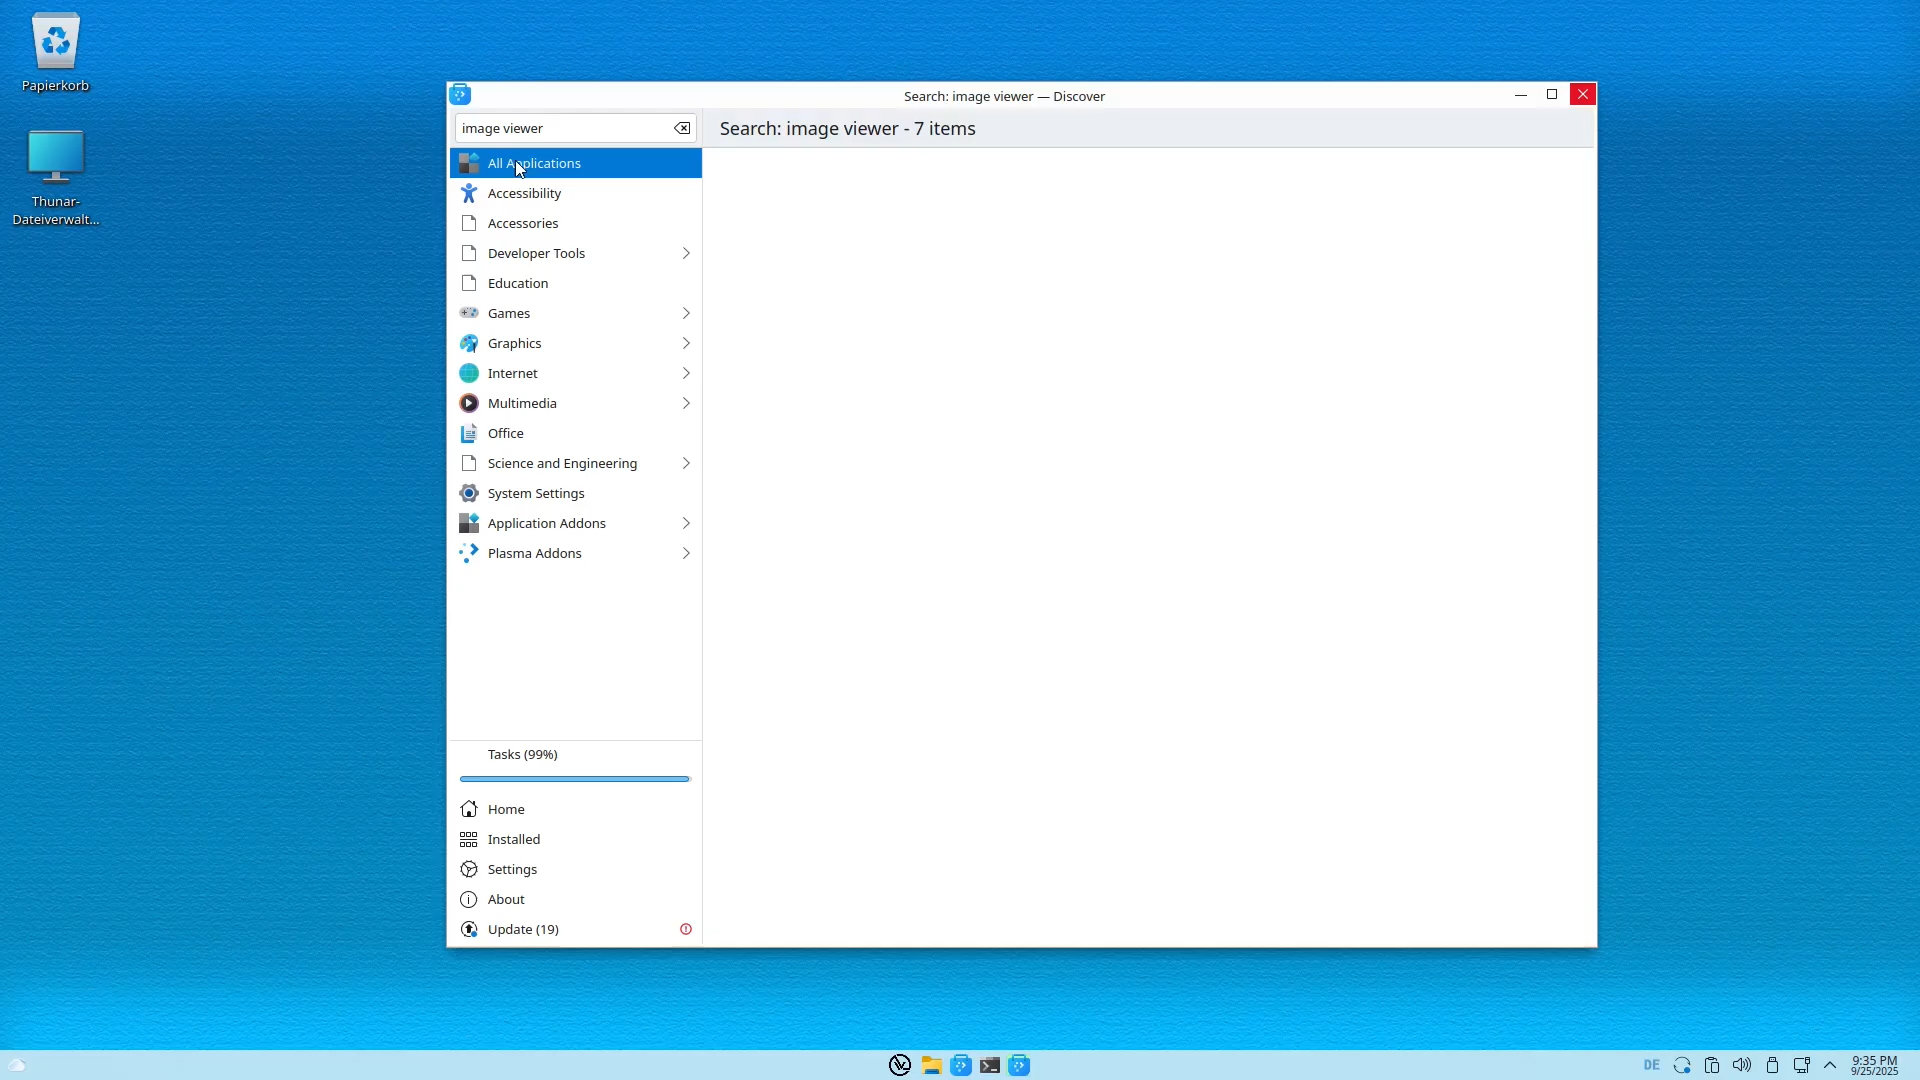 Papierkorb
Thunar-
Dateiverwalt...
Search: image viewer — Discover
image viewer
Search: image viewer - 7 items
All Applications
Accessibility
Accessories
Developer Tools
Education
Games
Graphics
Internet
Multimedia
Office
Science and Engineering
System Settings
Application Addons
Plasma Addons
Tasks (99%)
Home
Installed
Settings
About
Update (19)
DE
9:35 PM
9/25/2025